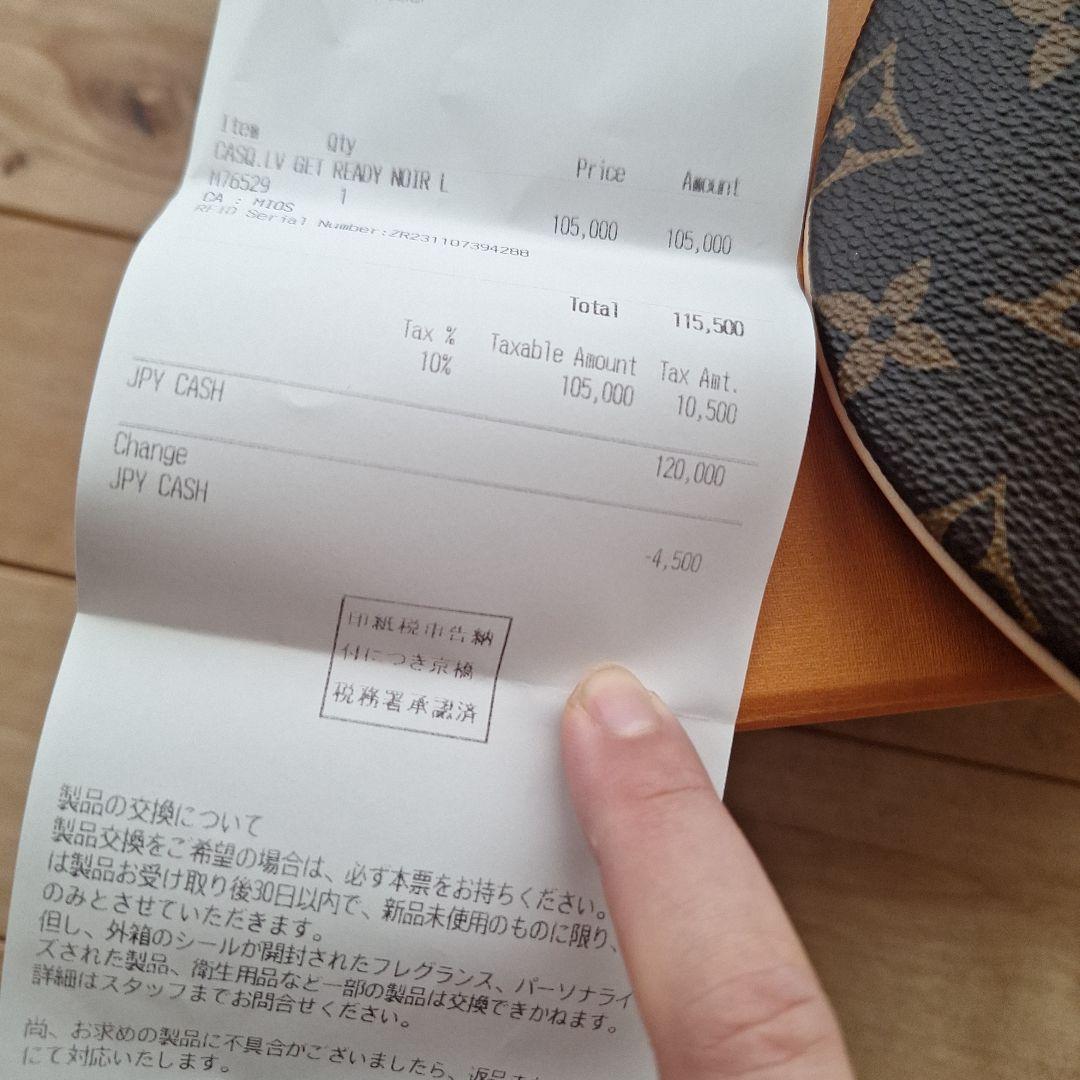 Item Qty Price Amount
CASQ.LV GET READY NOIR L
M76529 1 105,000 105,000
CA : MIOS
RFID Serial Number:ZR231107394288
Total 115,500
Tax % Taxable Amount Tax Amt.
10% 105,000 10,500
JPY CASH 120,000
Change
JPY CASH -4,500
印紙税申告納
付につき京橋
税務署承認済
製品の交換について
製品交換をご希望の場合は、必ず本票をお持ちください。
は製品お受け取り後30日以内で、新品未使用のものに限り、
のみとさせていただきます。
但し、外箱のシールが開封されたフレグランス、パーソナライ
ズされた製品、衛生用品など一部の製品は交換できかねます。
詳細はスタッフまでお問合せください。
尚、お求めの製品に不具合がございましたら、返品
にて対応いたします。